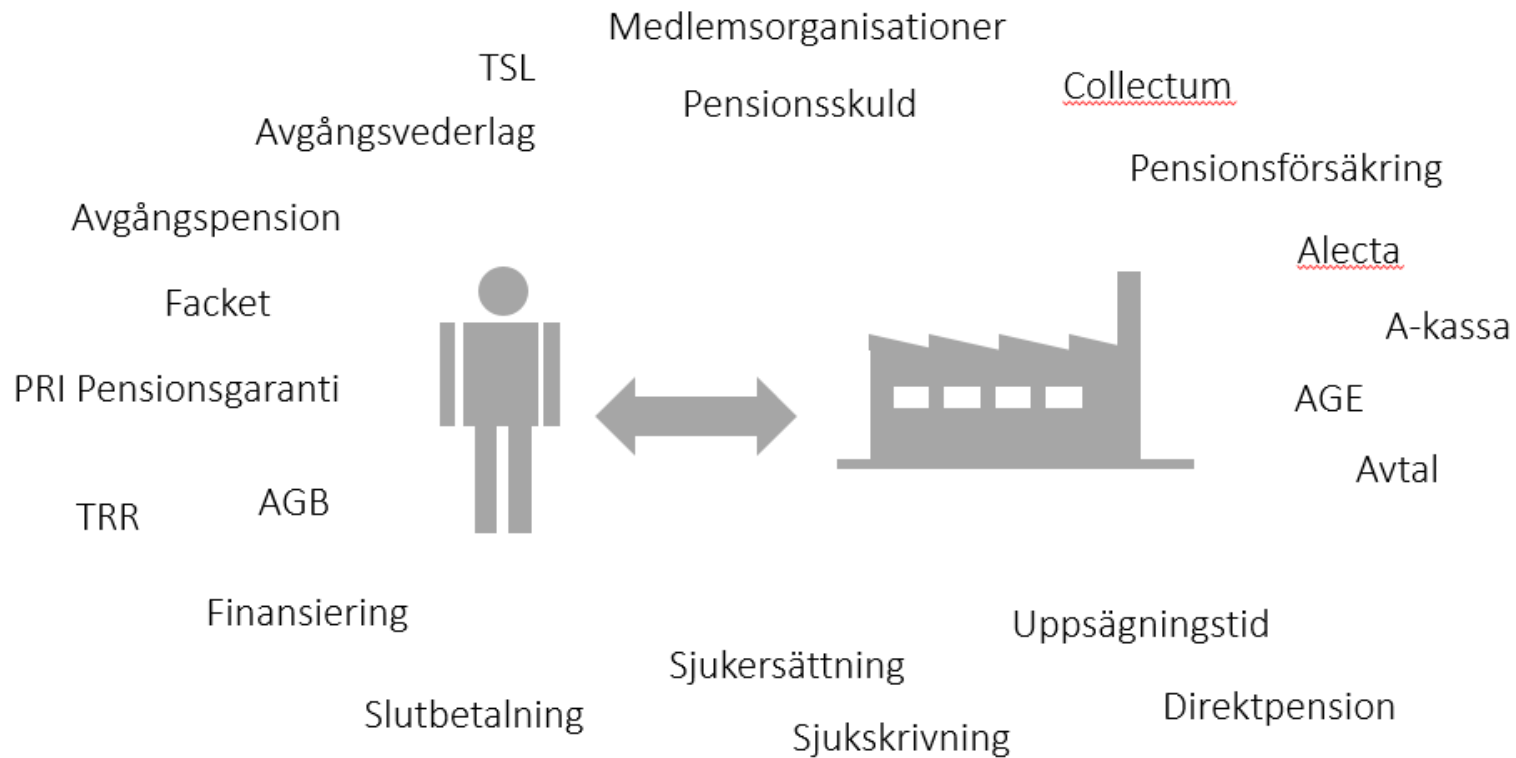 Medlemsorganisationer
TSL
Collectum
Pensionsskuld
Avgångsvederlag
Pensionsförsäkring
Avgångspension
Alecta
Facket
A-kassa
PRI Pensionsgaranti
AGE
Avtal
AGB
TRR
Finansiering
Uppsägningstid
Sjukersättning
Direktpension
Slutbetalning
Sjukskrivning